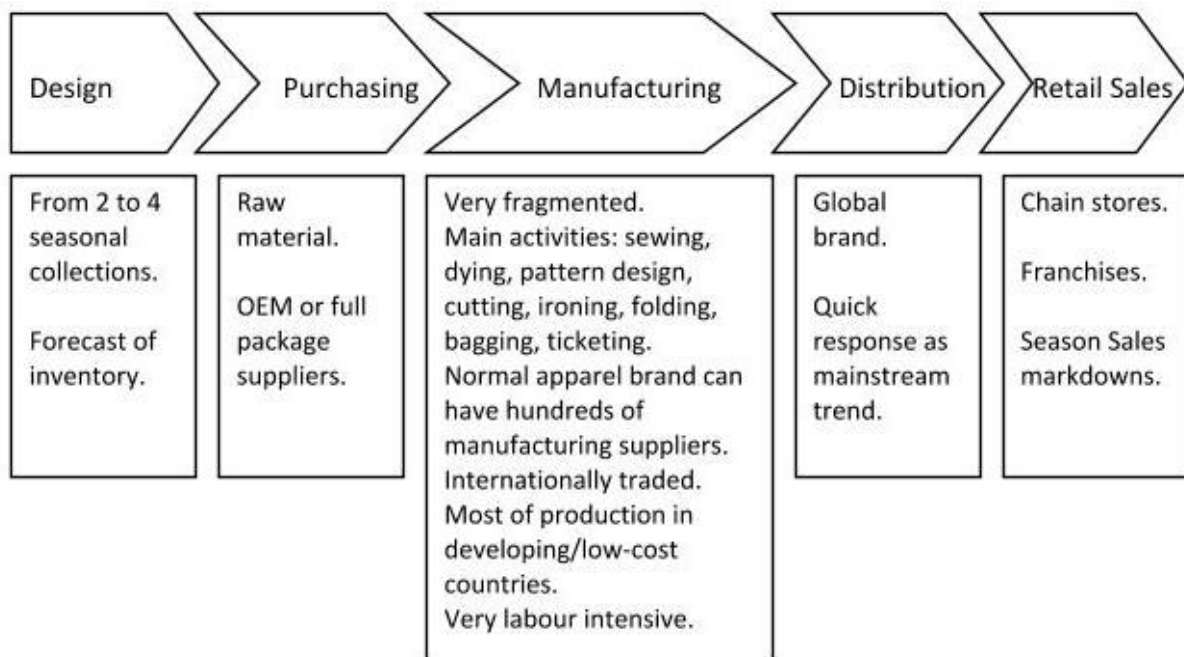 Design
Purchasing
Manufacturing
Distribution
Retail Sales
From 2 to 4
seasonal
collections.
Forecast of
inventory.
Raw
material.
OEM or full
package
suppliers.
Very fragmented.
Main activities: sewing,
dying, pattern design,
cutting, ironing, folding,
bagging, ticketing.
Normal apparel brand can
have hundreds of
manufacturing suppliers.
Internationally traded.
Most of production in
developing/low-cost
countries.
Very labour intensive.
Global
brand.
Quick
response as
mainstream
trend.
Chain stores.
Franchises.
Season Sales
markdowns.